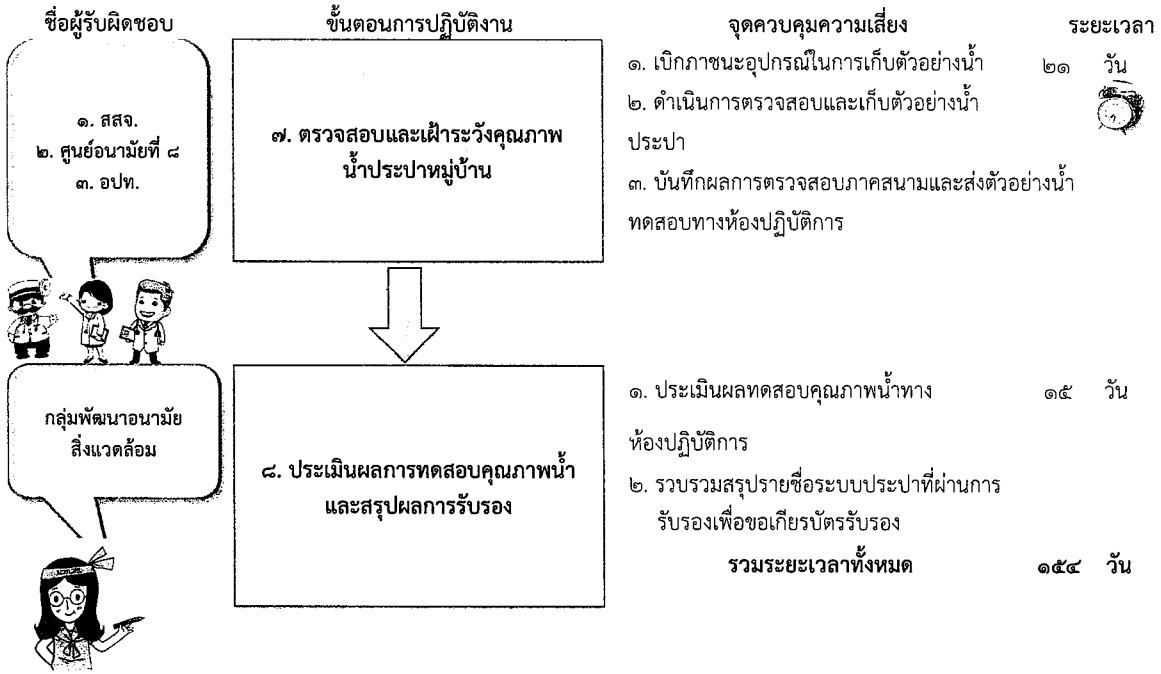 ชื่อผู้รับผิดชอบ ขั้นตอนการปฏิบัติงาน จุดควบคุมความเสี่ยง ระยะเวลา
๑. สสจ.
๒. ศูนย์อนามัยที่ ๘
๓. อปท.
๗. ตรวจสอบและเฝ้าระวังคุณภาพ
น้ำประปาหมู่บ้าน
๑. เบิกภาชนะอุปกรณ์ในการเก็บตัวอย่างน้ำ ๒๑ วัน
๒. ดำเนินการตรวจสอบและเก็บตัวอย่างน้ำ
ประปา
๓. บันทึกผลการตรวจสอบภาคสนามและส่งตัวอย่างน้ำ
ทดสอบทางห้องปฏิบัติการ
กลุ่มพัฒนาอนามัย
สิ่งแวดล้อม
๘. ประเมินผลการทดสอบคุณภาพน้ำ
และสรุปผลการรับรอง
๑. ประเมินผลทดสอบคุณภาพน้ำทาง ๑๕ วัน
ห้องปฏิบัติการ
๒. รวบรวมสรุปรายชื่อระบบประปาที่ผ่านการ
รับรองเพื่อขอเกียรบัตรรับรอง
รวมระยะเวลาทั้งหมด ๑๕๔ วัน